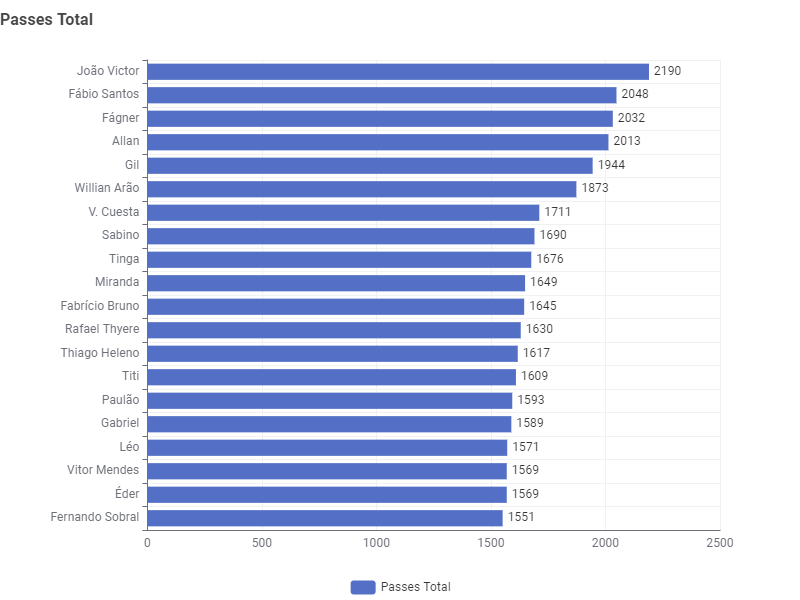 Passes Total
João Victor 2190
Fábio Santos 2048
Fágner 2032
Allan 2013
Gil 1944
Willian Arão 1873
V. Cuesta 1711
Sabino 1690
Tinga 1676
Miranda 1649
Fabrício Bruno 1645
Rafael Thyere 1630
Thiago Heleno 1617
Titi 1609
Paulão 1593
Gabriel 1589
Léo 1571
Vitor Mendes 1569
Éder 1569
Fernando Sobral 1551
0 500 1000 1500 2000 2500
Passes Total